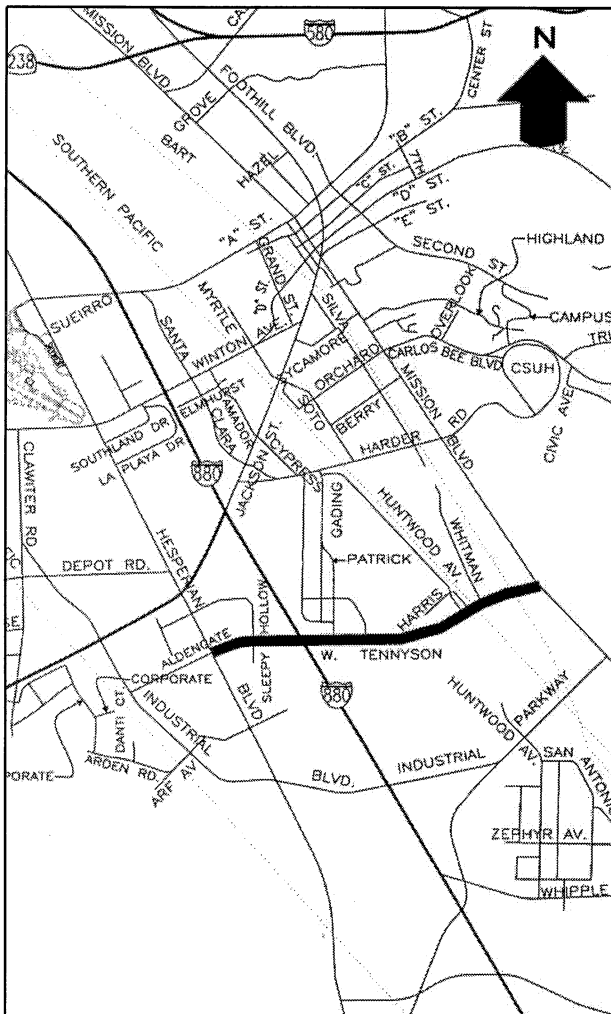 MISSION BLVD.
CAS
580
238
N
CENTER ST
GROVE
FOOTHILL BLVD.
BART
HAZEL
"B" ST.
"C" ST.
7TH
"D" ST.
"E" ST.
SOUTHERN PACIFIC
"A" ST.
HIGHLAND
SECOND ST
GRAND ST.
"D" ST.
OVERLOOK
CAMPUS
SUEIRRO
MYRTLE
SILVA
SANTA CLARA
WINTON AVE
SYCAMORE
ORCHARD
CARLOS BEE BLVD
CSUH
TRI
ELMHURST
AMADOR
SOTO
BERRY
MISSION BLVD
SOUTHLAND DR
LA PLAYA DR
HARDER RD
CIVIC AVE
CLAWITER RD
880
JACKSON ST.
CYPRESS
GADING
HUNTWOOD AV.
WHITMAN
DEPOT RD.
HESPERIAN BLVD
PATRICK
SE
SLEEPY HOLLOW
HARRIS
ALDENGATE
W. TENNYSON
CORPORATE
880
DANTI CT
INDUSTRIAL BLVD.
INDUSTRIAL PARKWAY
HUNTWOOD AV.
PORATE
ARDEN RD.
ARF AV
SAN ANTONIO
ZEPHYR AV.
WHIPPLE